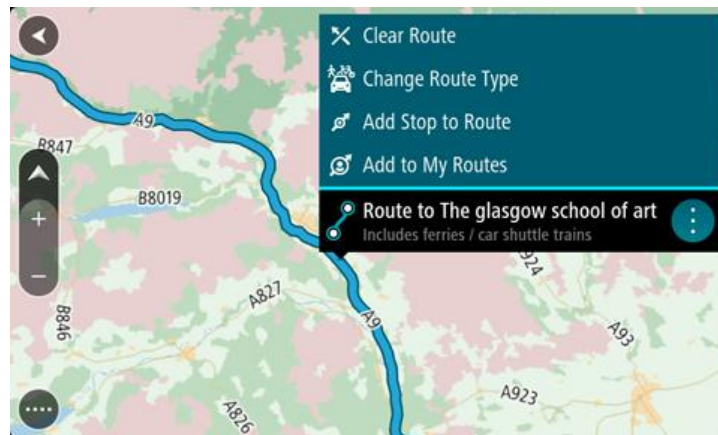 Clear Route
Change Route Type
Add Stop to Route
Add to My Routes
Route to The glasgow school of art
Includes ferries / car shuttle trains
A9
B847
B8019
A827
A9
B846
A924
A93
A923
A826